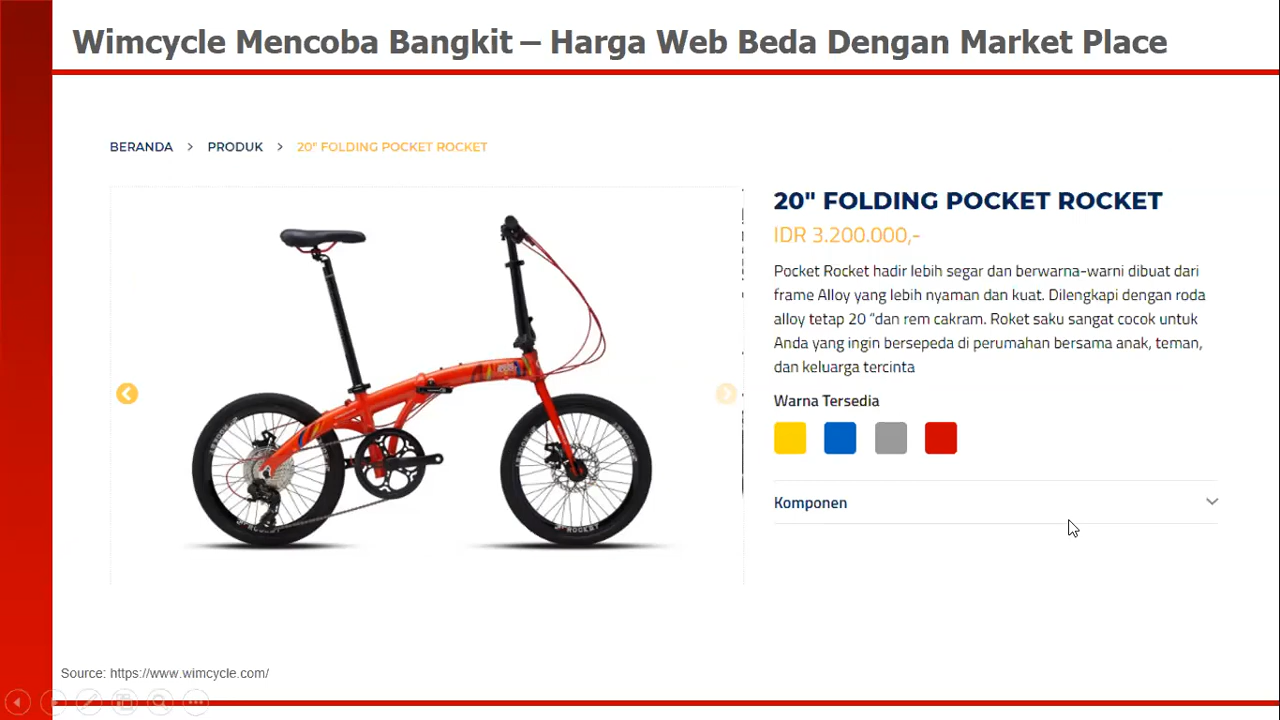 Wimcycle Mencoba Bangkit – Harga Web Beda Dengan Market Place
BERANDA > PRODUK > 20" FOLDING POCKET ROCKET
20" FOLDING POCKET ROCKET
IDR 3.200.000,-
Pocket Rocket hadir lebih segar dan berwarna-warni dibuat dari
frame Alloy yang lebih nyaman dan kuat. Dilengkapi dengan roda
alloy tetap 20 “dan rem cakram. Roket saku sangat cocok untuk
Anda yang ingin bersepeda di perumahan bersama anak, teman,
dan keluarga tercinta
Warna Tersedia
Komponen
Source: https://www.wimcycle.com/